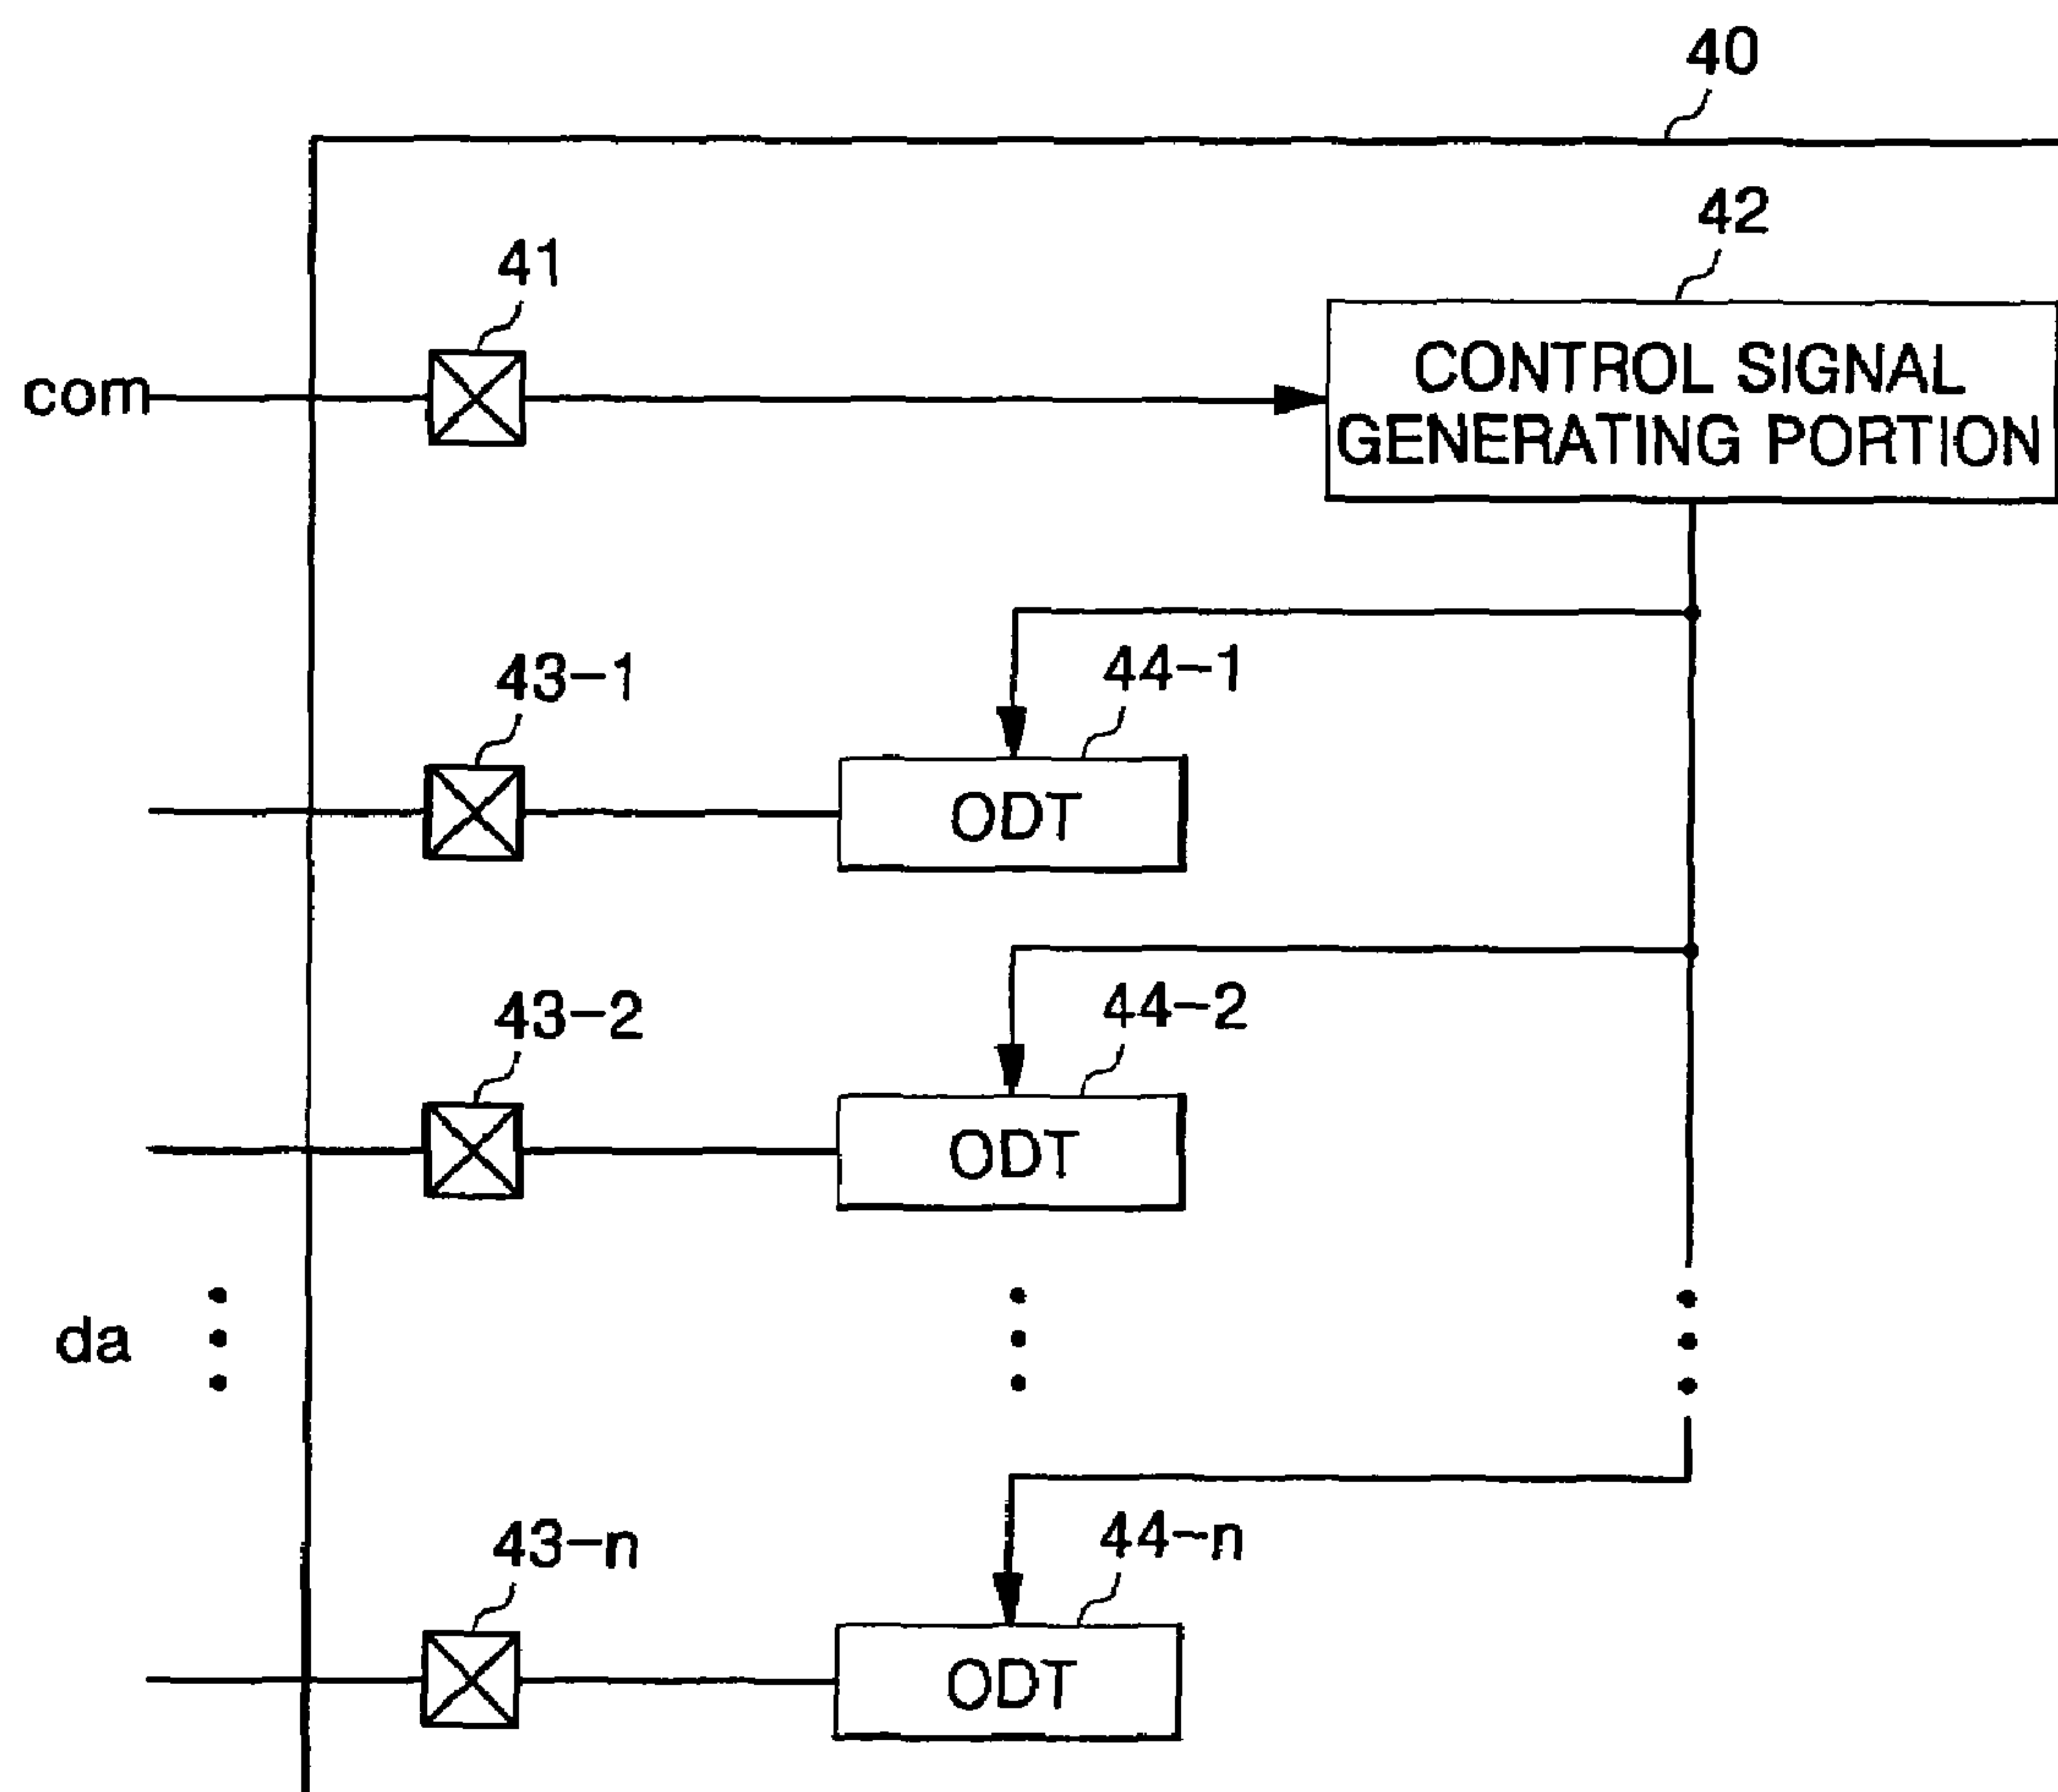 40
42
41
com
CONTROL SIGNAL
GENERATING PORTION
43-1
44-1
ODT
43-2
44-2
ODT
da
43-n
44-n
ODT